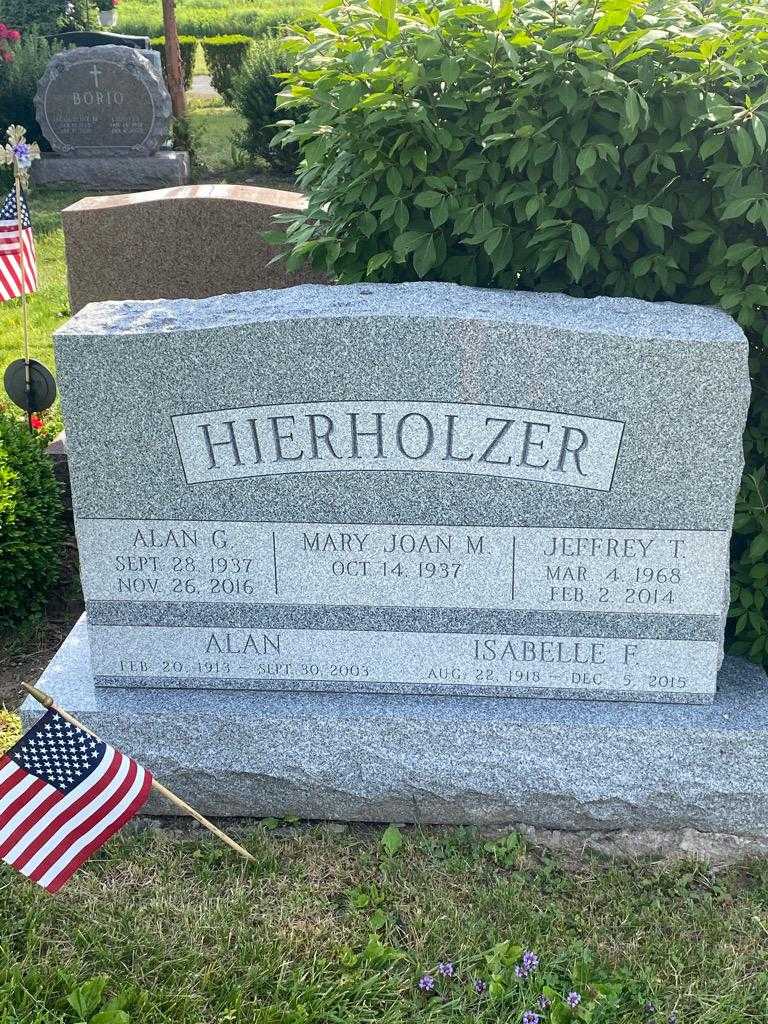 BORIO
HIERHOLZER
ALAN G.
SEPT. 28, 1937
NOV. 26, 2016
MARY JOAN M.
OCT. 14, 1937
JEFFREY T.
MAR. 4, 1968
FEB. 2, 2014
ALAN
FEB. 20, 1913 - SEPT. 30, 2003
ISABELLE F.
AUG. 22, 1918 - DEC. 5, 2015